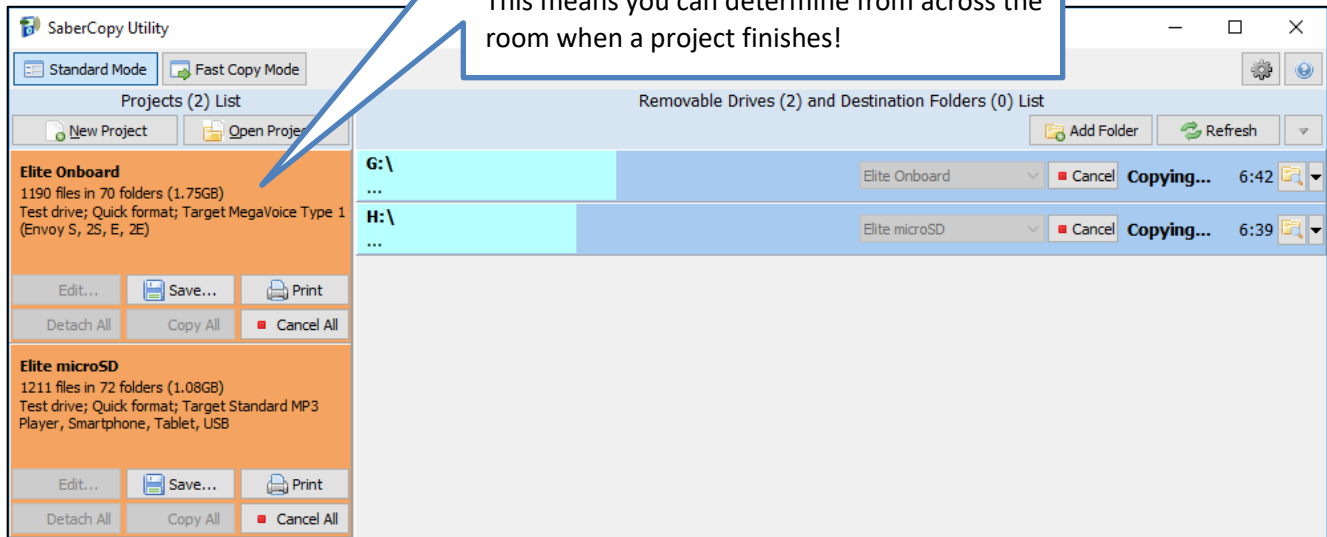 This means you can determine from across the
room when a project finishes!
SaberCopy Utility
Standard Mode
Fast Copy Mode
Projects (2) List
Removable Drives (2) and Destination Folders (0) List
New Project
Open Projec
Add Folder
Refresh
Elite Onboard
1190 files in 70 folders (1.75GB)
Test drive; Quick format; Target MegaVoice Type 1
(Envoy S, 2S, E, 2E)
Edit...
Save...
Print
Detach All
Copy All
Cancel All
Elite microSD
1211 files in 72 folders (1.08GB)
Test drive; Quick format; Target Standard MP3
Player, Smartphone, Tablet, USB
Edit...
Save...
Print
Detach All
Copy All
Cancel All
G:\
...
Elite Onboard
Cancel
Copying...
6:42
H:\
...
Elite microSD
Cancel
Copying...
6:39